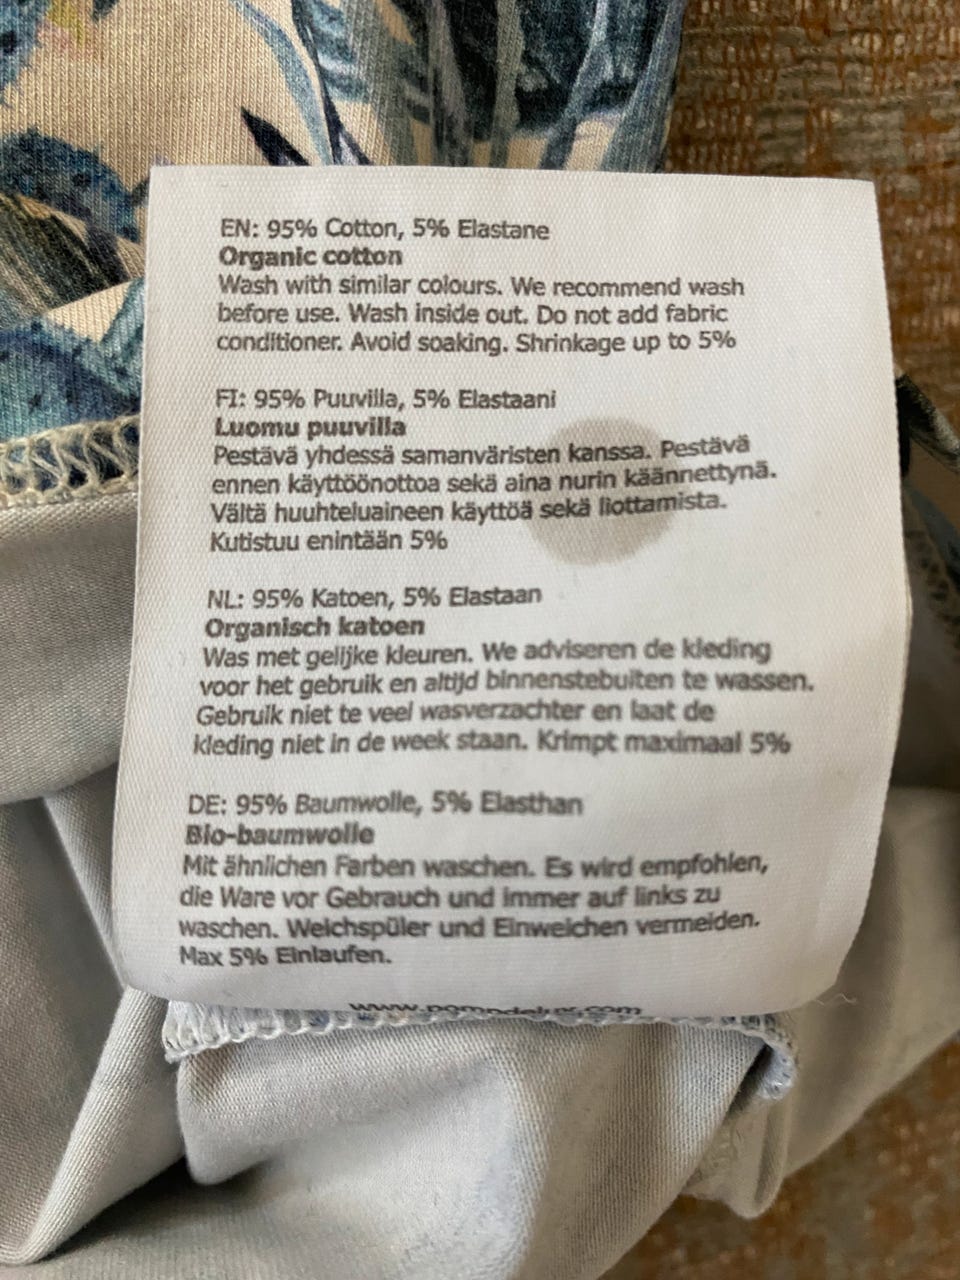 EN: 95% Cotton, 5% Elastane
Organic cotton
Wash with similar colours. We recommend wash
before use. Wash inside out. Do not add fabric
conditioner. Avoid soaking. Shrinkage up to 5%
FI: 95% Puuvilla, 5% Elastaani
Luomu puuvilla
Pestävä yhdessä samanväristen kanssa. Pestävä
ennen käyttöönottoa sekä aina nurin käännettynä.
Vältä huuhteluaineen käyttöä sekä liottamista.
Kutistuu enintään 5%
NL: 95% Katoen, 5% Elastaan
Organisch katoen
Was met gelijke kleuren. We adviseren de kleding
voor het gebruik en altijd binnenstebuiten te wassen.
Gebruik niet te veel wasverzachter en laat de
kleding niet in de week staan. Krimpt maximaal 5%
DE: 95% Baumwolle, 5% Elasthan
Bio-baumwolle
Mit ähnlichen Farben waschen. Es wird empfohlen,
die Ware vor Gebrauch und immer auf links zu
waschen. Weichspüler und Einweichen vermeiden.
Max 5% Einlaufen.